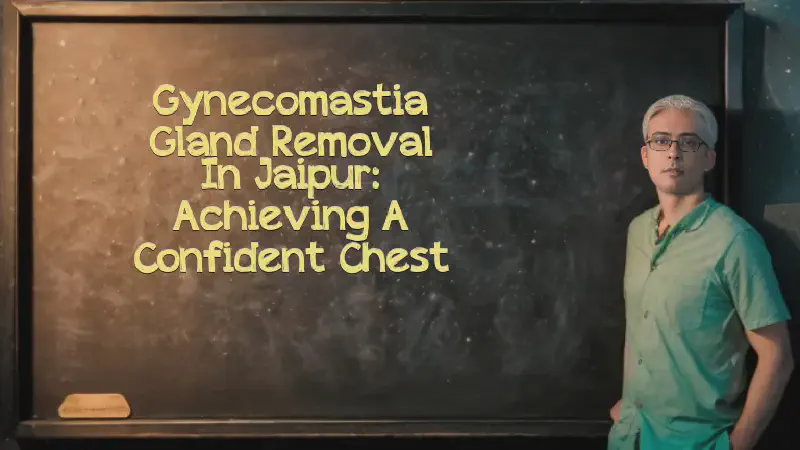 Gynecomastia
Gland Removal
In Jaipur:
Achieving A
Confident Chest